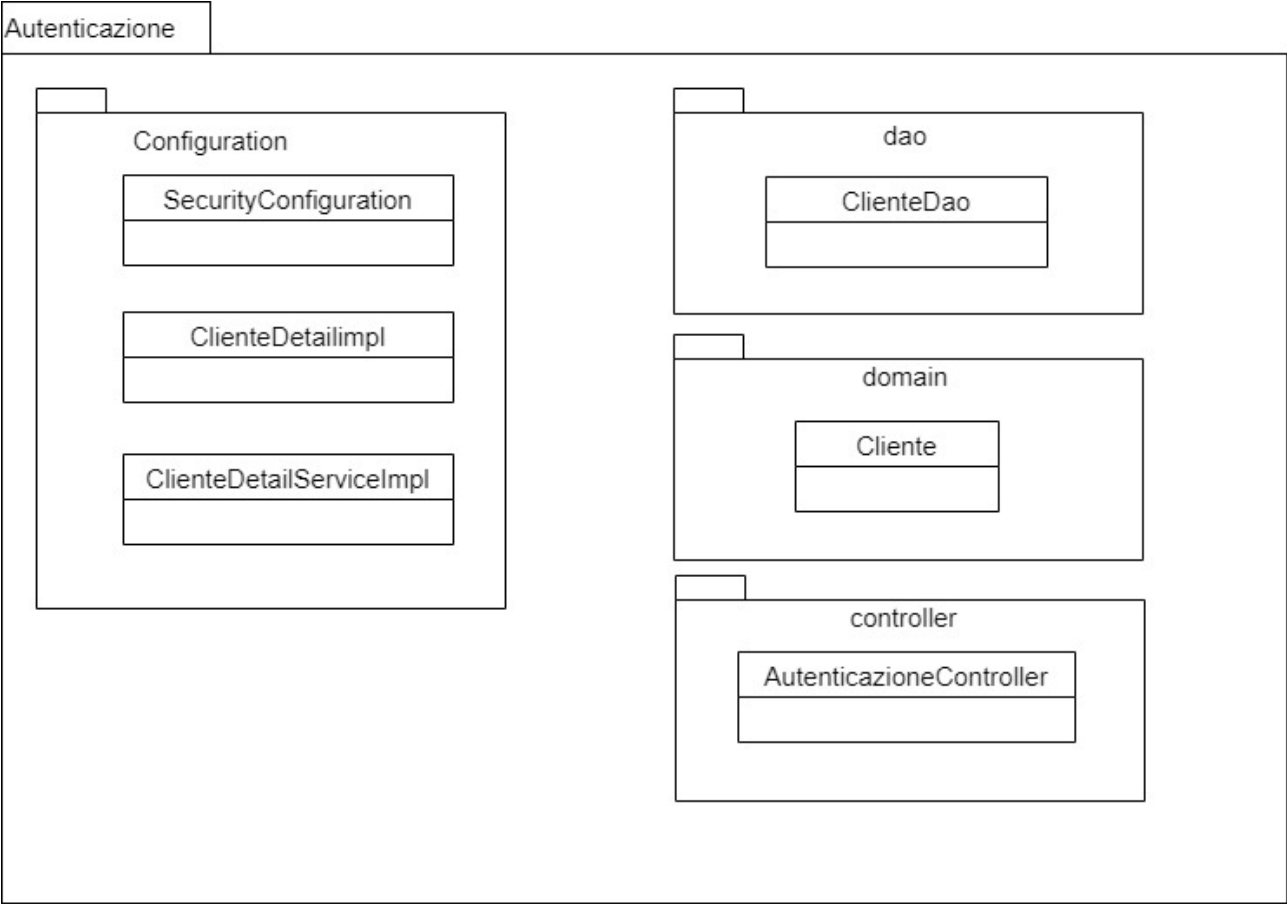 Autenticazione
Configuration
SecurityConfiguration
ClienteDetailimpl
ClienteDetailServiceImpl
dao
ClienteDao
domain
Cliente
controller
AutenticazioneController